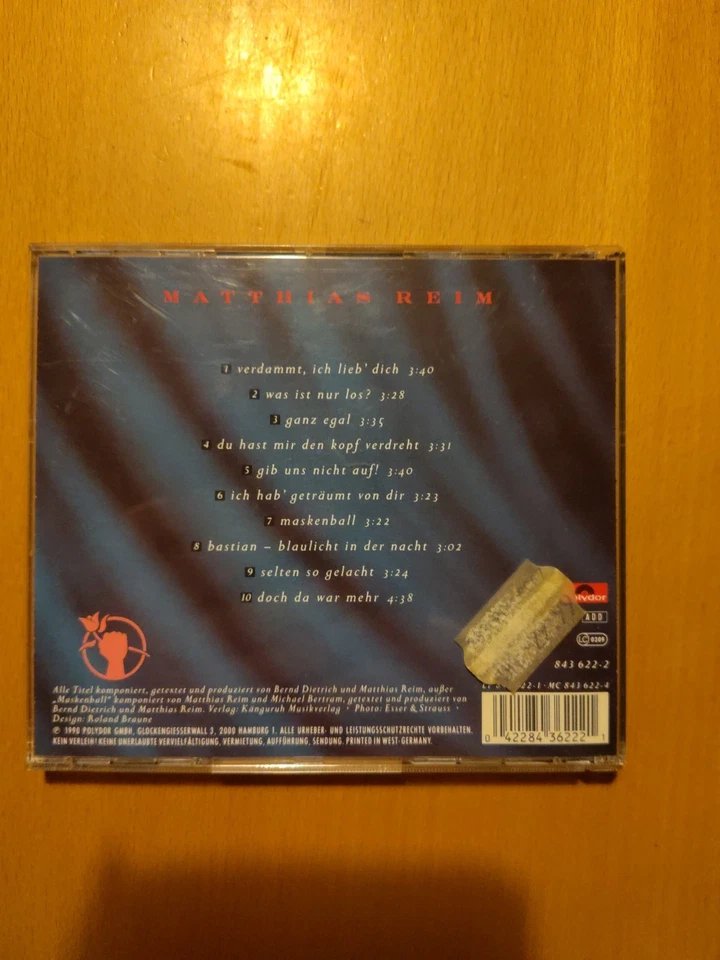 MATTHIAS REIM
1 verdammt, ich lieb' dich 3:40
2 was ist nur los? 3:28
3 ganz egal 3:35
4 du hast mir den kopf verdreht 3:31
5 gib uns nicht auf! 3:40
6 ich hab' geträumt von dir 3:23
7 maskenball 3:22
8 bastian – blaulicht in der nacht 3:02
9 selten so gelacht 3:24
10 doch da war mehr 4:38
polydor
ADD
LC 0309
843 622-2
22-1 · MC 843 622-4
Alle Titel komponiert, getextet und produziert von Bernd Dietrich und Matthias Reim, außer
„Maskenball" komponiert von Matthias Reim und Michael Bertram, getextet und produziert von
Bernd Dietrich und Matthias Reim. Verlag: Känguruh Musikverlag · Photo: Esser & Strauss ·
Design: Roland Braune
℗ 1990 POLYDOR GMBH, GLOCKENGIESSERWALL 3, 2000 HAMBURG 1. ALLE URHEBER- UND LEISTUNGSSCHUTZRECHTE VORBEHALTEN.
KEIN VERLEIH! KEINE UNERLAUBTE VERVIELFÄLTIGUNG, VERMIETUNG, AUFFÜHRUNG, SENDUNG. PRINTED IN WEST-GERMANY.
0 42284 36222 1